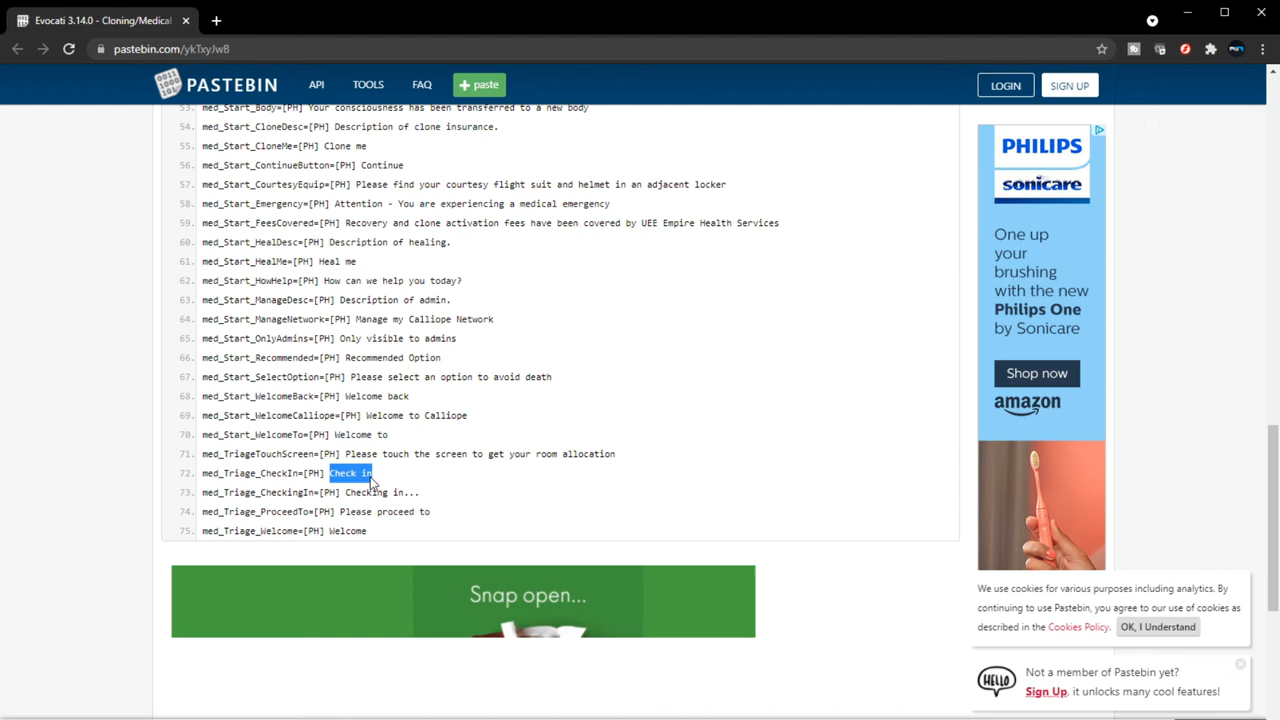 Evocati 3.14.0 - Cloning/Medical
pastebin.com/ykTxyJwB
PASTEBIN
API
TOOLS
FAQ
+ paste
LOGIN
SIGN UP
53. med_Start_Body=[PH] Your consciousness has been transferred to a new body
54. med_Start_CloneDesc=[PH] Description of clone insurance.
55. med_Start_CloneMe=[PH] Clone me
56. med_Start_ContinueButton=[PH] Continue
57. med_Start_CourtesyEquip=[PH] Please find your courtesy flight suit and helmet in an adjacent locker
58. med_Start_Emergency=[PH] Attention - You are experiencing a medical emergency
59. med_Start_FeesCovered=[PH] Recovery and clone activation fees have been covered by UEE Empire Health Services
60. med_Start_HealDesc=[PH] Description of healing.
61. med_Start_HealMe=[PH] Heal me
62. med_Start_HowHelp=[PH] How can we help you today?
63. med_Start_ManageDesc=[PH] Description of admin.
64. med_Start_ManageNetwork=[PH] Manage my Calliope Network
65. med_Start_OnlyAdmins=[PH] Only visible to admins
66. med_Start_Recommended=[PH] Recommended Option
67. med_Start_SelectOption=[PH] Please select an option to avoid death
68. med_Start_WelcomeBack=[PH] Welcome back
69. med_Start_WelcomeCalliope=[PH] Welcome to Calliope
70. med_Start_WelcomeTo=[PH] Welcome to
71. med_TriageTouchScreen=[PH] Please touch the screen to get your room allocation
72. med_Triage_CheckIn=[PH] Check in
73. med_Triage_CheckingIn=[PH] Checking in...
74. med_Triage_ProceedTo=[PH] Please proceed to
75. med_Triage_Welcome=[PH] Welcome
Snap open...
PHILIPS
sonicare
One up
your
brushing
with the new
Philips One
by Sonicare
Shop now
amazon
We use cookies for various purposes including analytics. By
continuing to use Pastebin, you agree to our use of cookies as
described in the Cookies Policy. OK, I Understand
HELLO
Not a member of Pastebin yet?
Sign Up, it unlocks many cool features!